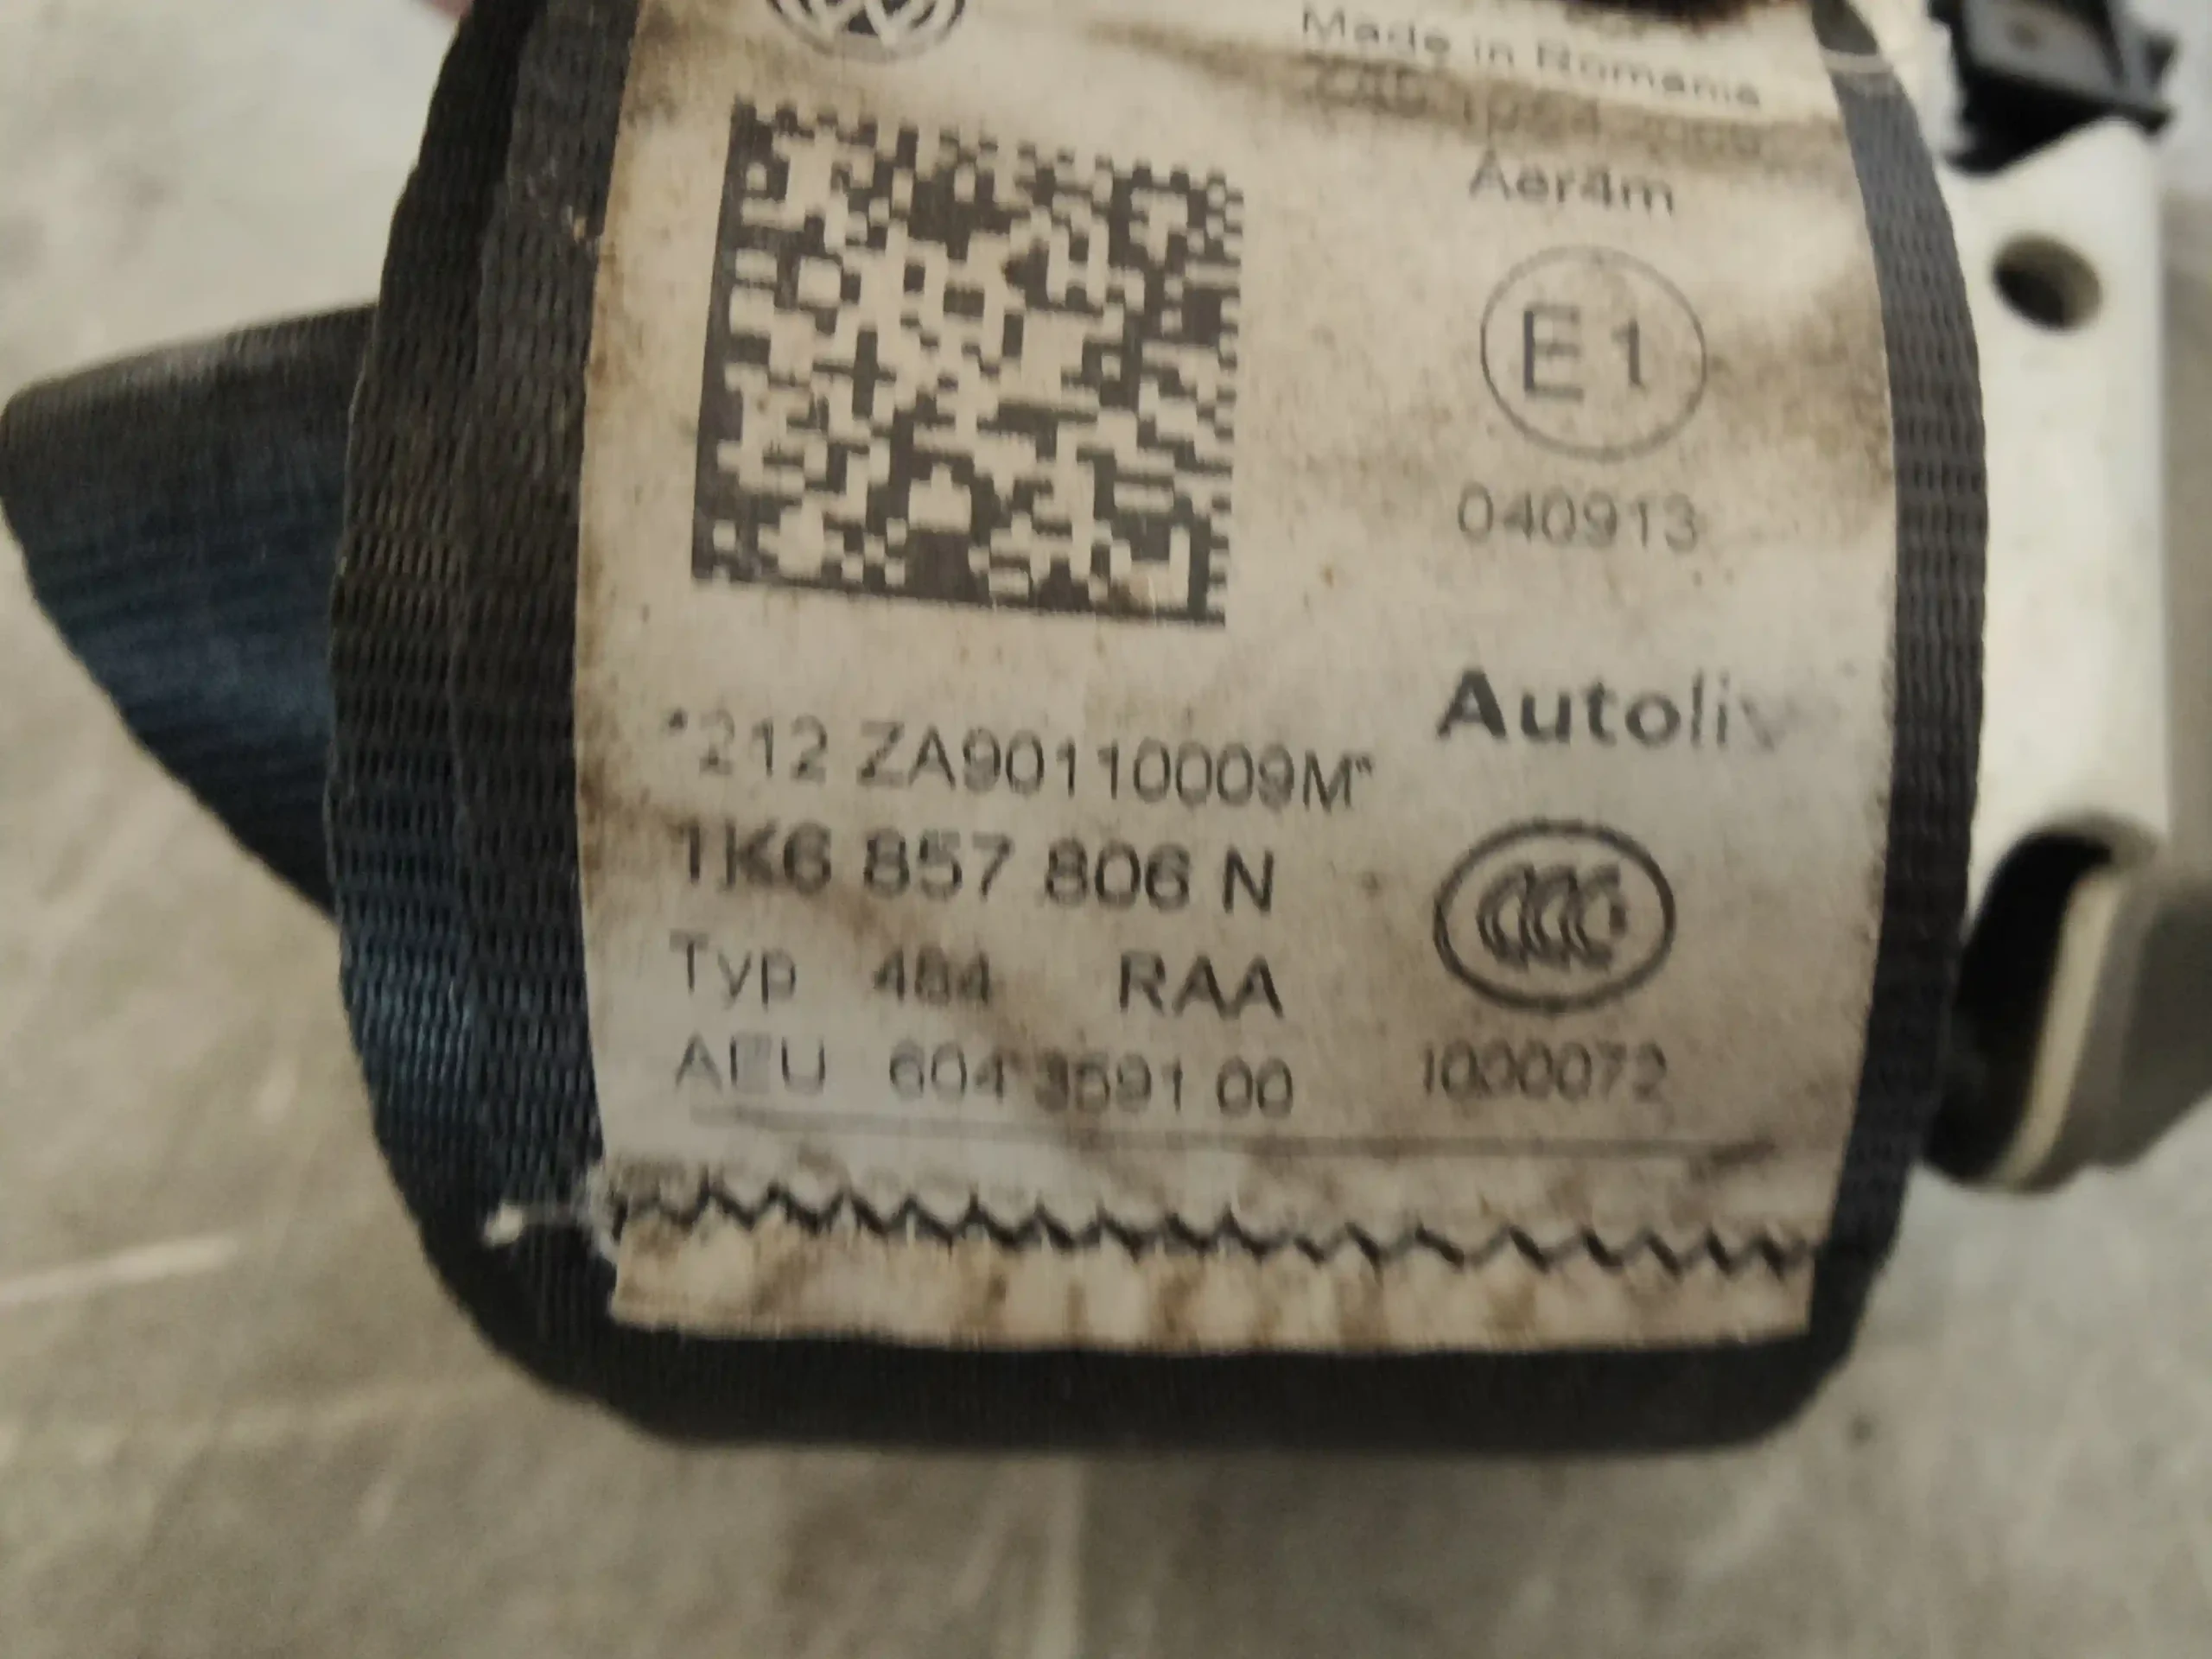 Made in Romania
Aer4m
E1
040913
Autoliv
*212 ZA90110009M*
1K6 857 806 N
Typ 484 RAA
AEU 604 3591 00
I000072